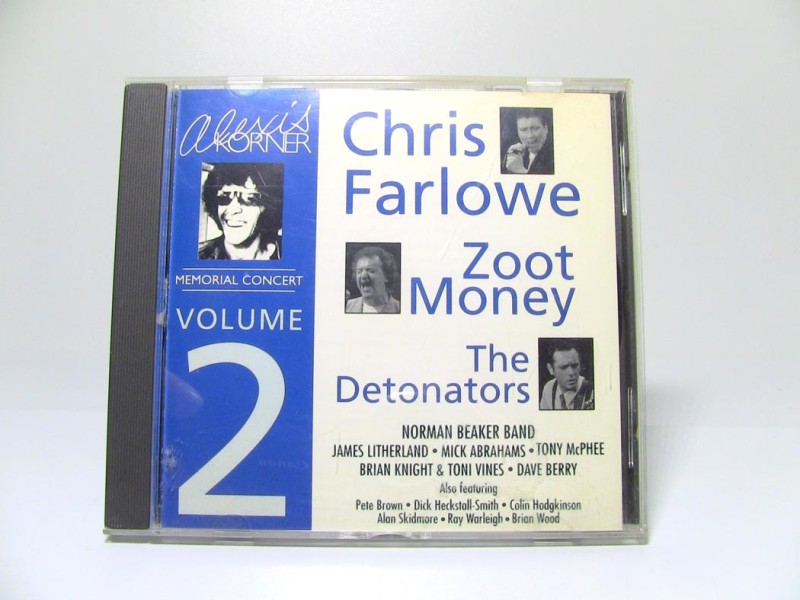 Alexis
KORNER
MEMORIAL CONCERT
VOLUME
2
Chris
Farlowe
Zoot
Money
The
Detonators
NORMAN BEAKER BAND
JAMES LITHERLAND • MICK ABRAHAMS • TONY McPHEE
BRIAN KNIGHT & TONI VINES • DAVE BERRY
Also featuring
Pete Brown • Dick Heckstall-Smith • Colin Hodgkinson
Alan Skidmore • Ray Warleigh • Brian Wood